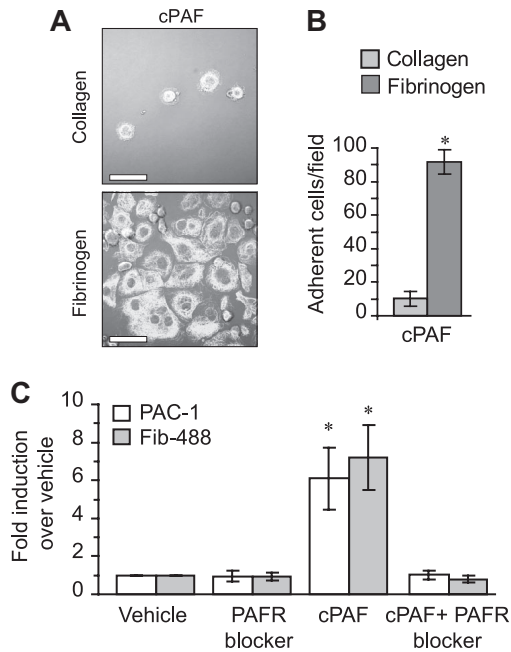 A
cPAF
Collagen
Fibrinogen
B
Collagen
Fibrinogen
Adherent cells/field
100
80
60
40
20
0
*
cPAF
C
PAC-1
Fib-488
Fold induction
over vehicle
10
8
6
4
2
0
*
*
Vehicle
PAFR
blocker
cPAF
cPAF+ PAFR
blocker